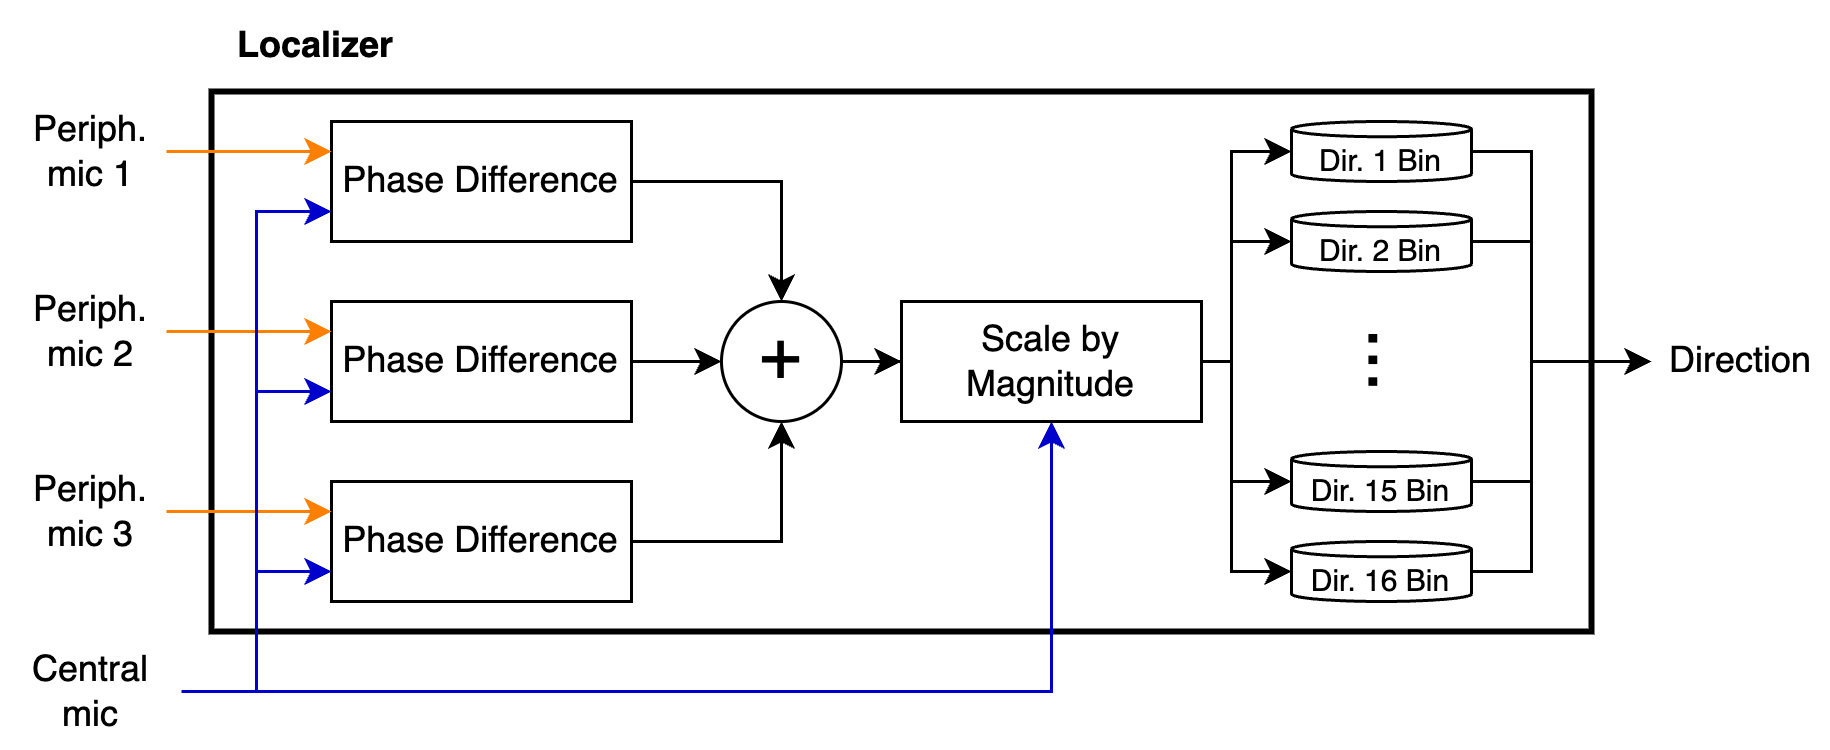 Localizer
Periph.
mic 1
Phase Difference
Periph.
mic 2
Phase Difference
Periph.
mic 3
Phase Difference
Central
mic
+
Scale by
Magnitude
Dir. 1 Bin
Dir. 2 Bin
Dir. 15 Bin
Dir. 16 Bin
Direction